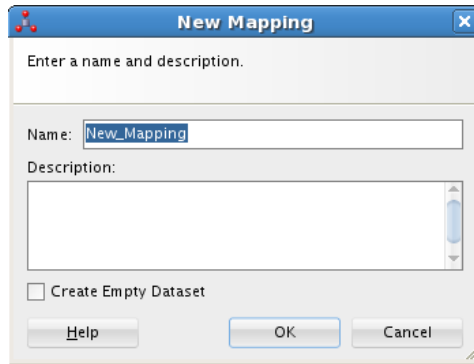 New Mapping
Enter a name and description.
Name: New_Mapping
Description:
Create Empty Dataset
Help OK Cancel